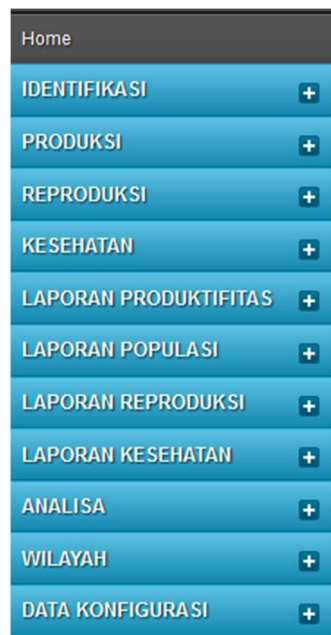 Home
IDENTIFIKASI
PRODUKSI
REPRODUKSI
KESEHATAN
LAPORAN PRODUKTIFITAS
LAPORAN POPULASI
LAPORAN REPRODUKSI
LAPORAN KESEHATAN
ANALISA
WILAYAH
DATA KONFIGURASI